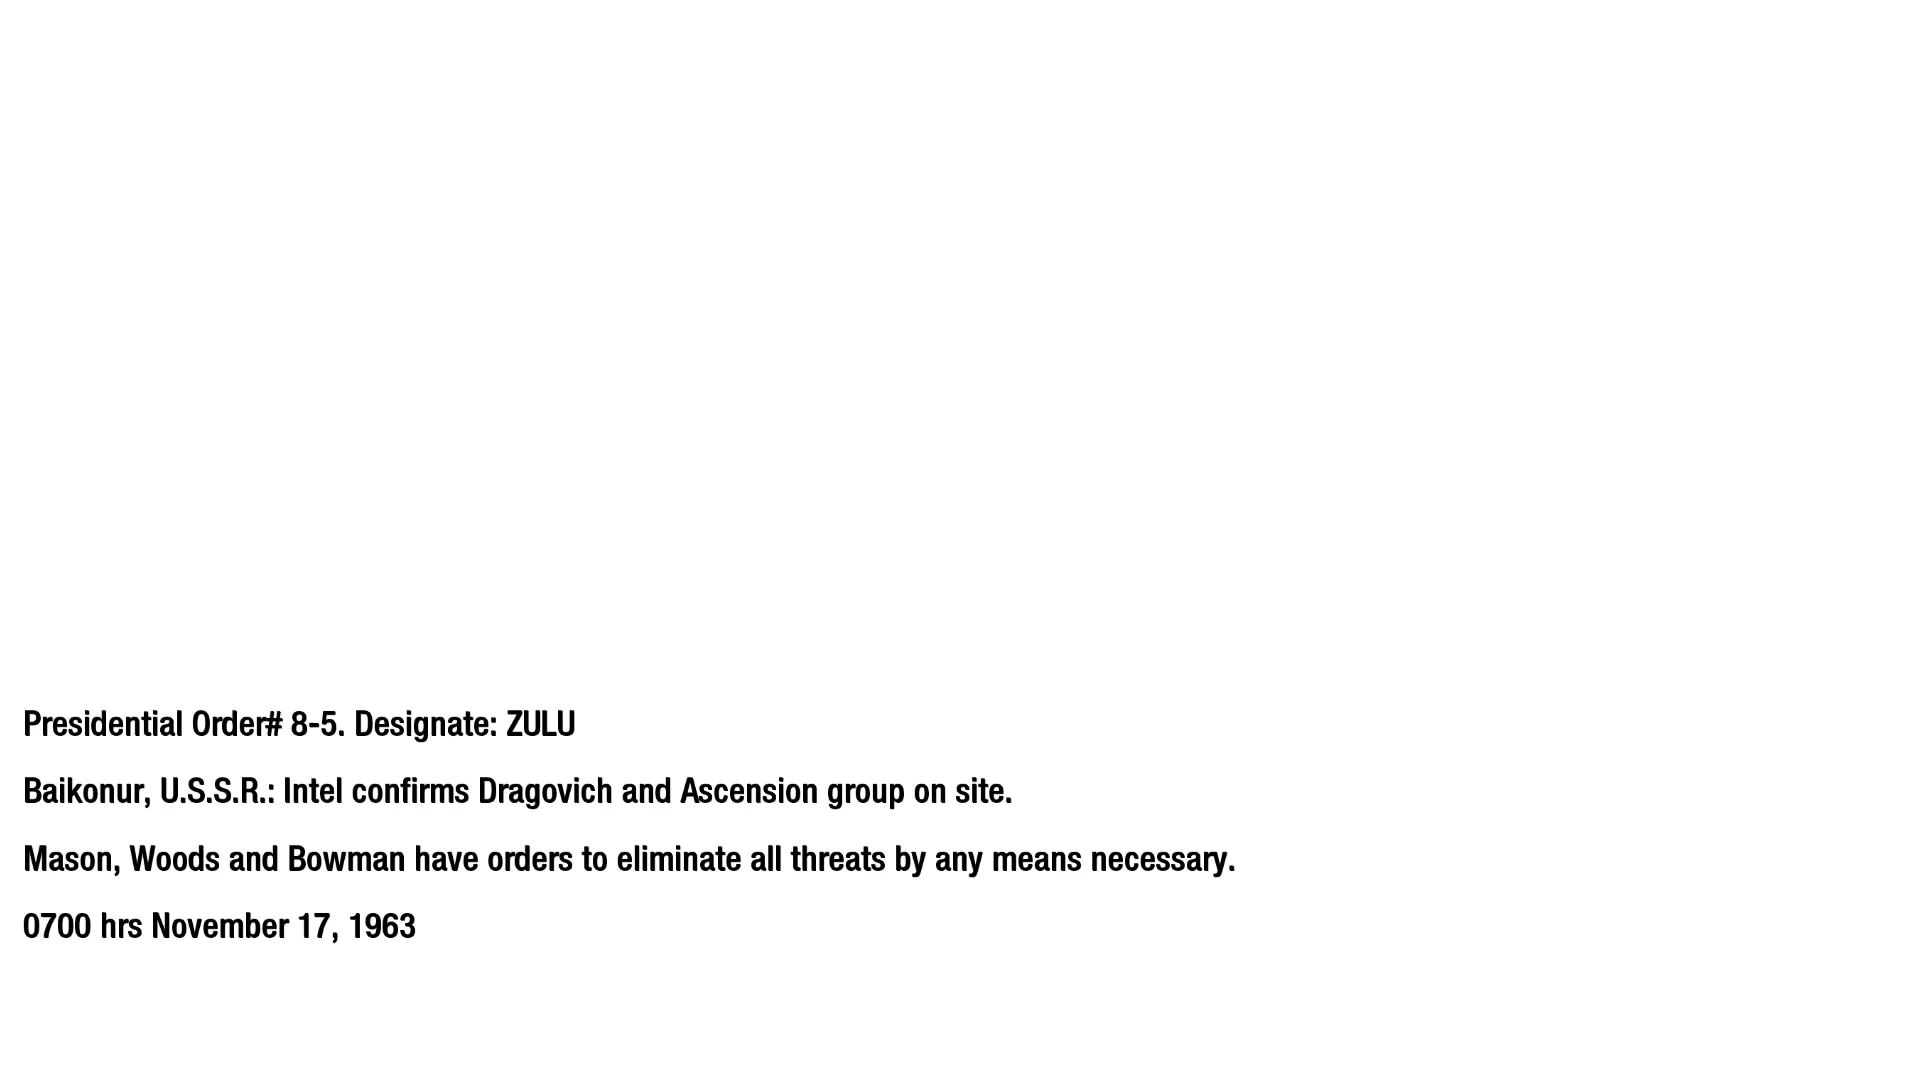 Presidential Order# 8-5. Designate: ZULU
Baikonur, U.S.S.R.: Intel confirms Dragovich and Ascension group on site.
Mason, Woods and Bowman have orders to eliminate all threats by any means necessary.
0700 hrs November 17, 1963